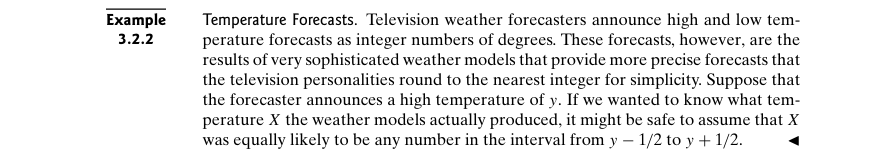 Example Temperature Forecasts. Television weather forecasters announce high and low tem-
3.2.2 perature forecasts as integer numbers of degrees. These forecasts, however, are the
results of very sophisticated weather models that provide more precise forecasts that
the television personalities round to the nearest integer for simplicity. Suppose that
the forecaster announces a high temperature of y. If we wanted to know what tem-
perature X the weather models actually produced, it might be safe to assume that X
was equally likely to be any number in the interval from y − 1/2 to y + 1/2. ◄